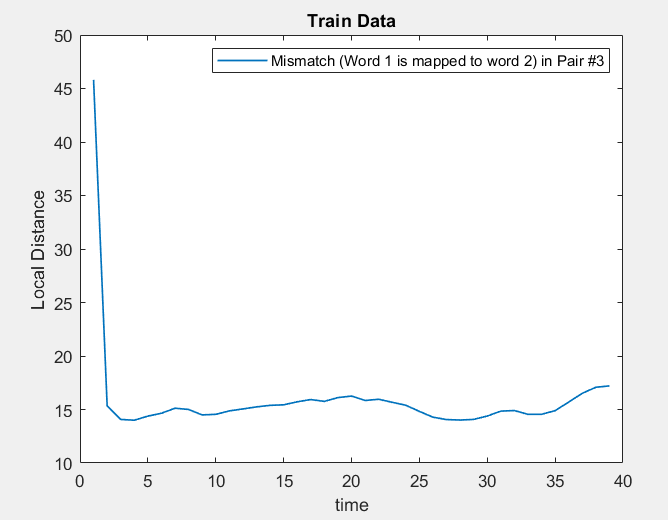 Train Data
Mismatch (Word 1 is mapped to word 2) in Pair #3
Local Distance
50
45
40
35
30
25
20
15
10
0 5 10 15 20 25 30 35 40
time